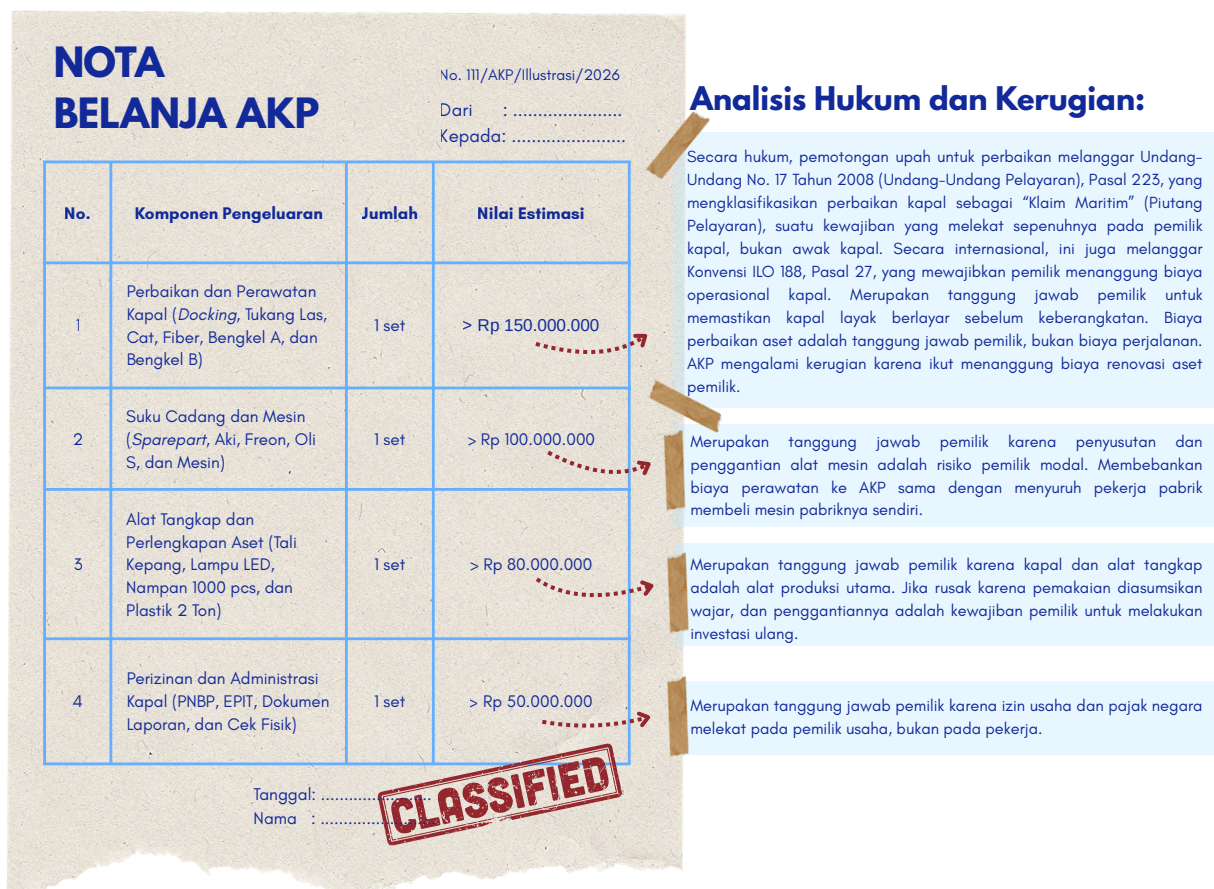 NOTA
BELANJA AKP
No. 111/AKP/Illustrasi/2026
Dari : ......................
Kepada: .......................
No.
Komponen Pengeluaran
Jumlah
Nilai Estimasi
1
Perbaikan dan Perawatan
Kapal (Docking, Tukang Las,
Cat, Fiber, Bengkel A, dan
Bengkel B)
1 set
> Rp 150.000.000
2
Suku Cadang dan Mesin
(Sparepart, Aki, Freon, Oli
S, dan Mesin)
1 set
> Rp 100.000.000
3
Alat Tangkap dan
Perlengkapan Aset (Tali
Kepang, Lampu LED,
Nampan 1000 pcs, dan
Plastik 2 Ton)
1 set
> Rp 80.000.000
4
Perizinan dan Administrasi
Kapal (PNBP, EPIT, Dokumen
Laporan, dan Cek Fisik)
1 set
> Rp 50.000.000
Tanggal: ......................
Nama : ......................
CLASSIFIED
Analisis Hukum dan Kerugian:
Secara hukum, pemotongan upah untuk perbaikan melanggar Undang-
Undang No. 17 Tahun 2008 (Undang-Undang Pelayaran), Pasal 223, yang
mengklasifikasikan perbaikan kapal sebagai “Klaim Maritim” (Piutang
Pelayaran), suatu kewajiban yang melekat sepenuhnya pada pemilik
kapal, bukan awak kapal. Secara internasional, ini juga melanggar
Konvensi ILO 188, Pasal 27, yang mewajibkan pemilik menanggung biaya
operasional kapal. Merupakan tanggung jawab pemilik untuk
memastikan kapal layak berlayar sebelum keberangkatan. Biaya
perbaikan aset adalah tanggung jawab pemilik, bukan biaya perjalanan.
AKP mengalami kerugian karena ikut menanggung biaya renovasi aset
pemilik.
Merupakan tanggung jawab pemilik karena penyusutan dan
penggantian alat mesin adalah risiko pemilik modal. Membebankan
biaya perawatan ke AKP sama dengan menyuruh pekerja pabrik
membeli mesin pabriknya sendiri.
Merupakan tanggung jawab pemilik karena kapal dan alat tangkap
adalah alat produksi utama. Jika rusak karena pemakaian diasumsikan
wajar, dan penggantiannya adalah kewajiban pemilik untuk melakukan
investasi ulang.
Merupakan tanggung jawab pemilik karena izin usaha dan pajak negara
melekat pada pemilik usaha, bukan pada pekerja.